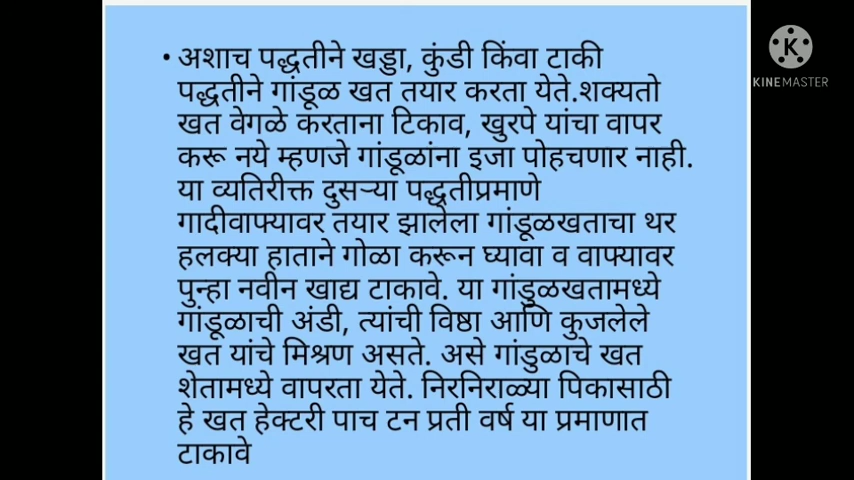 • अशाच पद्धतीने खड्डा, कुंडी किंवा टाकी
पद्धतीने गांडूळ खत तयार करता येते.शक्यतो
खत वेगळे करताना टिकाव, खुरपे यांचा वापर
करू नये म्हणजे गांडूळांना इजा पोहचणार नाही.
या व्यतिरीक्त दुसऱ्या पद्धतीप्रमाणे
गादीवाफ्यावर तयार झालेला गांडूळखताचा थर
हलक्या हाताने गोळा करून घ्यावा व वाफ्यावर
पुन्हा नवीन खाद्य टाकावे. या गांडुळखतामध्ये
गांडूळाची अंडी, त्यांची विष्ठा आणि कुजलेले
खत यांचे मिश्रण असते. असे गांडुळाचे खत
शेतामध्ये वापरता येते. निरनिराळ्या पिकासाठी
हे खत हेक्टरी पाच टन प्रती वर्ष या प्रमाणात
टाकावे
K
KINEMASTER